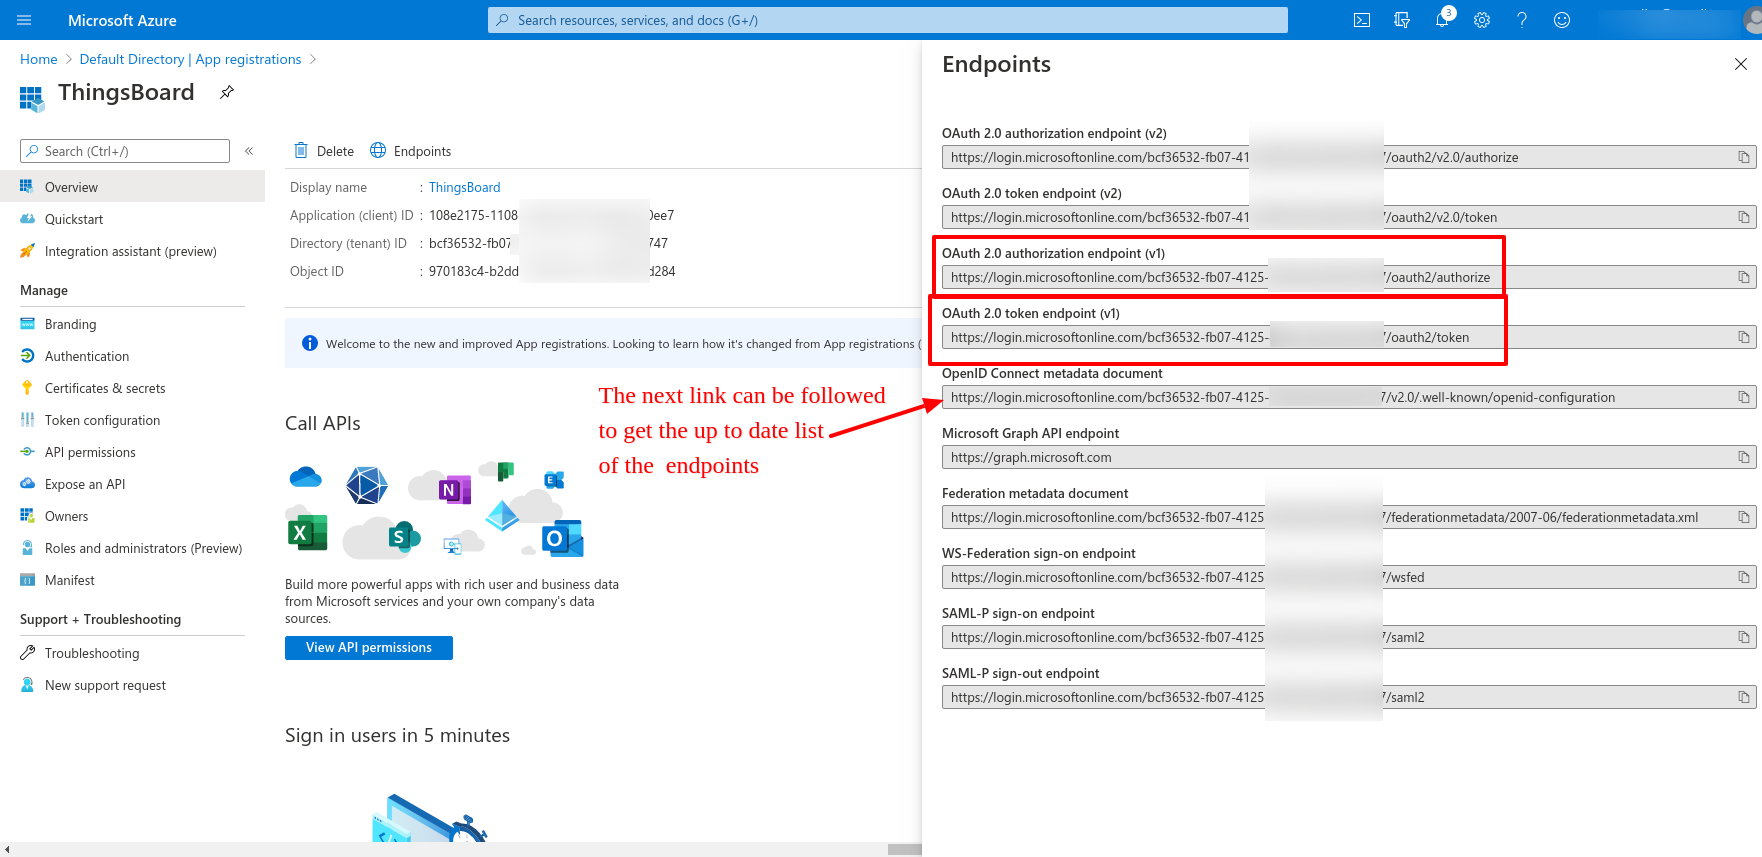 Microsoft Azure
Search resources, services, and docs (G+/)
3
Home > Default Directory | App registrations >
ThingsBoard
Search (Ctrl+/)
«
Overview
Quickstart
Integration assistant (preview)
Manage
Branding
Authentication
Certificates & secrets
Token configuration
API permissions
Expose an API
Owners
Roles and administrators (Preview)
Manifest
Support + Troubleshooting
Troubleshooting
New support request
Delete
Endpoints
Display name : ThingsBoard
Application (client) ID : 108e2175-1108 0ee7
Directory (tenant) ID : bcf36532-fb07 747
Object ID : 970183c4-b2dd d284
Welcome to the new and improved App registrations. Looking to learn how it's changed from App registrations (
The next link can be followed
to get the up to date list
of the endpoints
Call APIs
N
E
X
S
O
Build more powerful apps with rich user and business data
from Microsoft services and your own company's data
sources.
View API permissions
Sign in users in 5 minutes
Endpoints
OAuth 2.0 authorization endpoint (v2)
https://login.microsoftonline.com/bcf36532-fb07-41 7/oauth2/v2.0/authorize
OAuth 2.0 token endpoint (v2)
https://login.microsoftonline.com/bcf36532-fb07-41 7/oauth2/v2.0/token
OAuth 2.0 authorization endpoint (v1)
https://login.microsoftonline.com/bcf36532-fb07-4125- 7/oauth2/authorize
OAuth 2.0 token endpoint (v1)
https://login.microsoftonline.com/bcf36532-fb07-4125- 7/oauth2/token
OpenID Connect metadata document
https://login.microsoftonline.com/bcf36532-fb07-4125- 7/v2.0/.well-known/openid-configuration
Microsoft Graph API endpoint
https://graph.microsoft.com
Federation metadata document
https://login.microsoftonline.com/bcf36532-fb07-4125 7/federationmetadata/2007-06/federationmetadata.xml
WS-Federation sign-on endpoint
https://login.microsoftonline.com/bcf36532-fb07-4125 7/wsfed
SAML-P sign-on endpoint
https://login.microsoftonline.com/bcf36532-fb07-4125 7/saml2
SAML-P sign-out endpoint
https://login.microsoftonline.com/bcf36532-fb07-4125 7/saml2